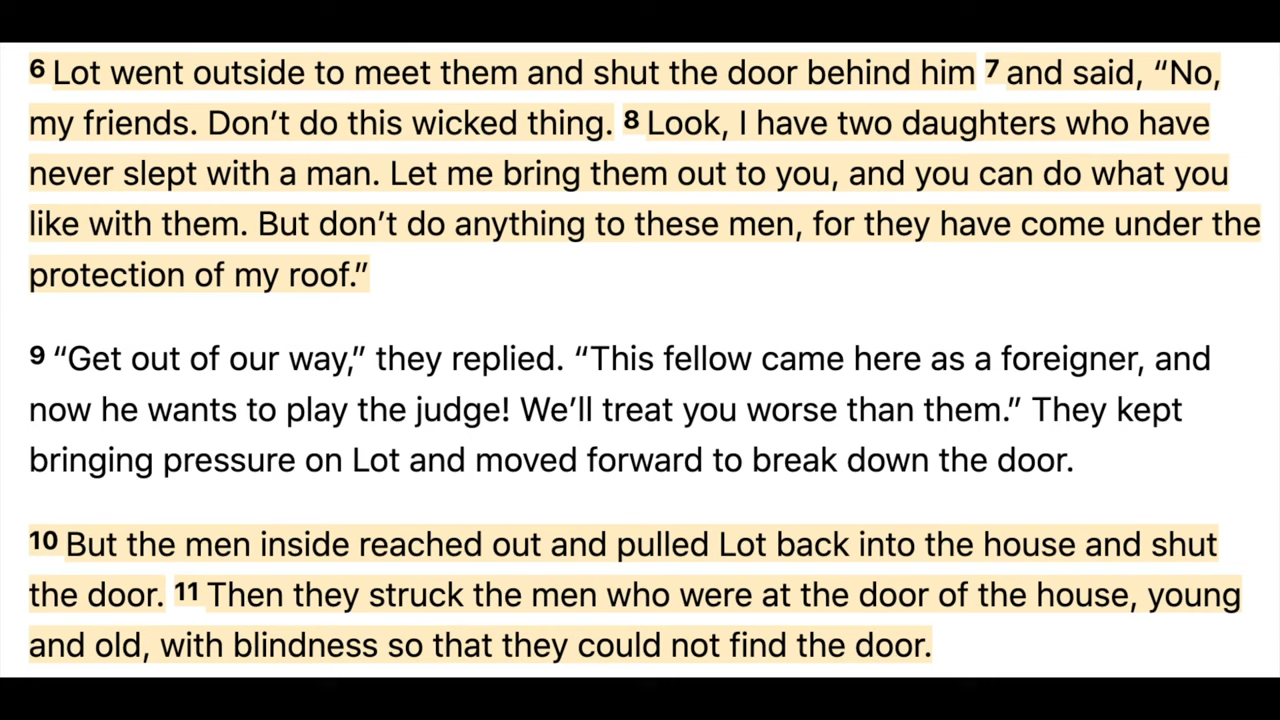 6 Lot went outside to meet them and shut the door behind him 7 and said, “No,
my friends. Don’t do this wicked thing. 8 Look, I have two daughters who have
never slept with a man. Let me bring them out to you, and you can do what you
like with them. But don’t do anything to these men, for they have come under the
protection of my roof.”
9 “Get out of our way,” they replied. “This fellow came here as a foreigner, and
now he wants to play the judge! We’ll treat you worse than them.” They kept
bringing pressure on Lot and moved forward to break down the door.
10 But the men inside reached out and pulled Lot back into the house and shut
the door. 11 Then they struck the men who were at the door of the house, young
and old, with blindness so that they could not find the door.